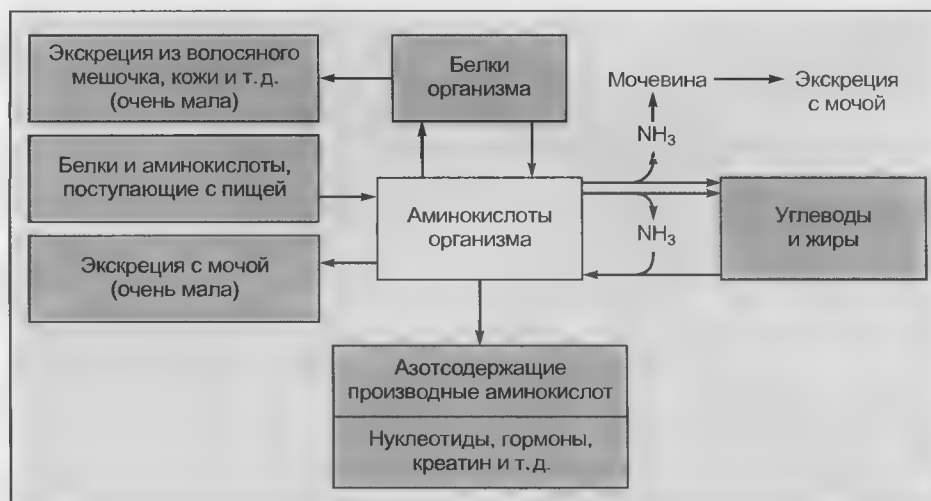 Экскреция из волосяного
мешочка, кожи и т. д.
(очень мала)
Белки
организма
Мочевина
Экскреция
с мочой
NH₃
Белки и аминокислоты,
поступающие с пищей
Аминокислоты
организма
NH₃
Углеводы
и жиры
Экскреция с мочой
(очень мала)
Азотсодержащие
производные аминокислот
Нуклеотиды, гормоны,
креатин и т. д.